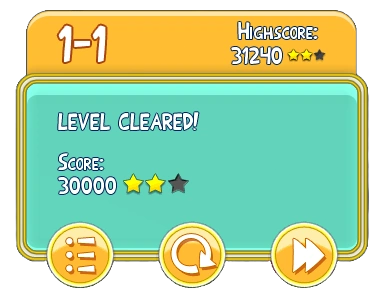 1-1
Highscore:
31240
LEVEL CLEARED!
Score:
30000